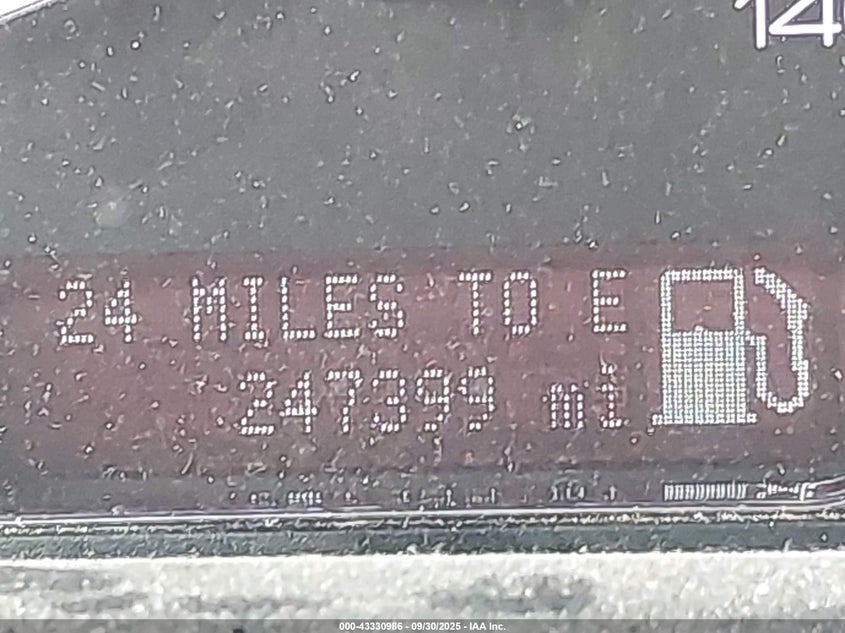 24 MILES TO E
247399 mi
000-43330986 - 09/30/2025 - IAA Inc.